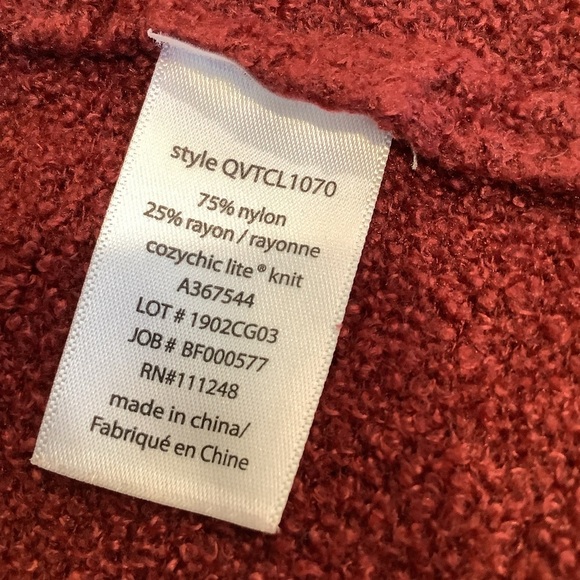 style QVTCL1070
75% nylon
25% rayon / rayonne
cozychic lite® knit
A367544
LOT # 1902CG03
JOB # BF000577
RN#111248
made in china/
Fabriqué en Chine